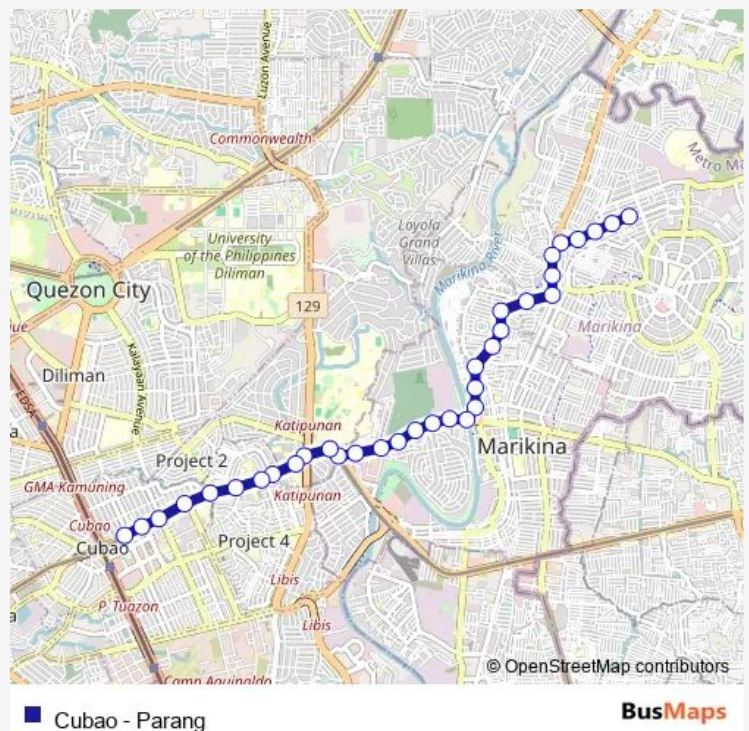 Luzon Avenue
Commonwealth
Metro Ma
University
of the Philippines
Diliman
Loyola
Grand
Villas
Marikina River
Quezon City
129
ue
Marikina
Kalayaan Avenue
Diliman
EDSA
a
Katipunan
Marikina
Project 2
GMA Kamuning
Katipunan
Cubao
Cubao
Project 4
Libis
P. Tuazon
a
Libis
Camp Aguinaldo
© OpenStreetMap contributors
Cubao - Parang
BusMaps